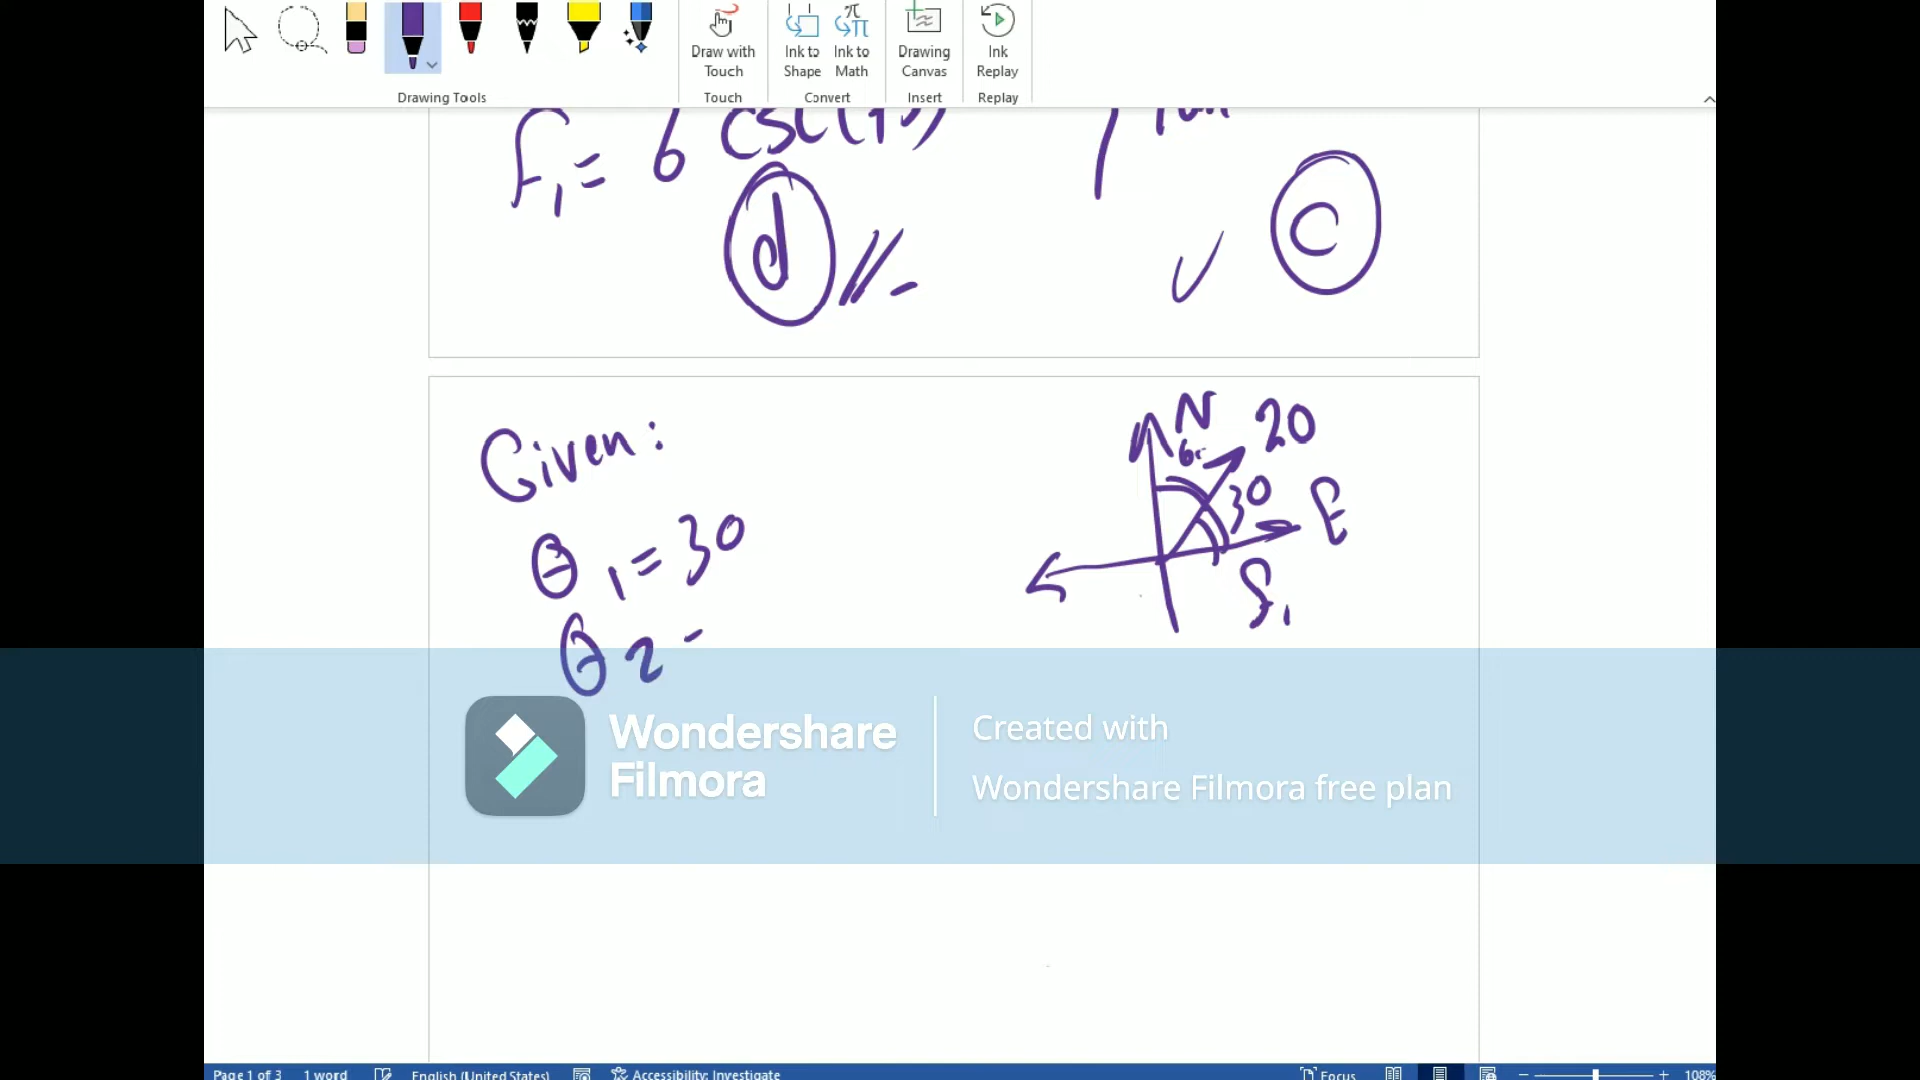 Draw with Touch
Ink to Shape
Ink to Math
Drawing Canvas
Ink Replay
Drawing Tools
Touch
Convert
Insert
Replay
F₁ = 6 csc(
d
c
Given:
θ₁ = 30
θ₂ =
N
20
30
E
F₁
Wondershare Filmora
Created with
Wondershare Filmora free plan
Page 1 of 3 1 word English (United States) Accessibility: Investigate Focus 108%